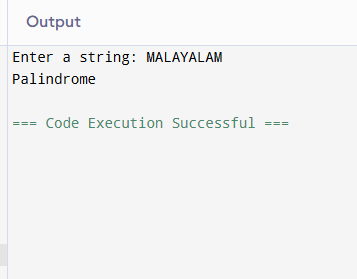 Output
Enter a string: MALAYALAM
Palindrome
=== Code Execution Successful ===